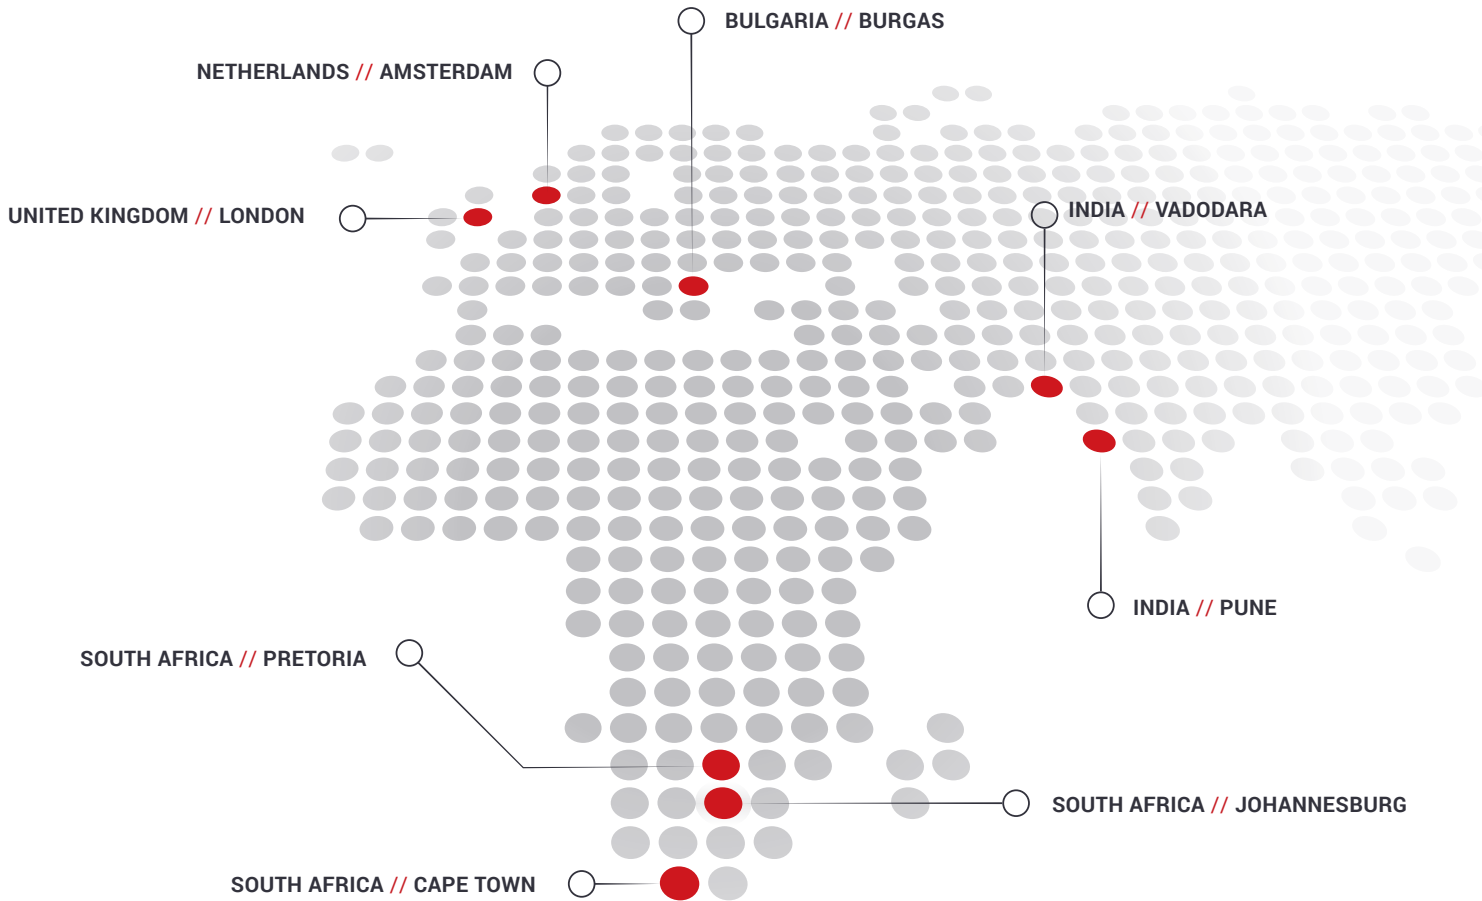 BULGARIA // BURGAS
NETHERLANDS // AMSTERDAM
UNITED KINGDOM // LONDON
INDIA // VADODARA
INDIA // PUNE
SOUTH AFRICA // PRETORIA
SOUTH AFRICA // JOHANNESBURG
SOUTH AFRICA // CAPE TOWN